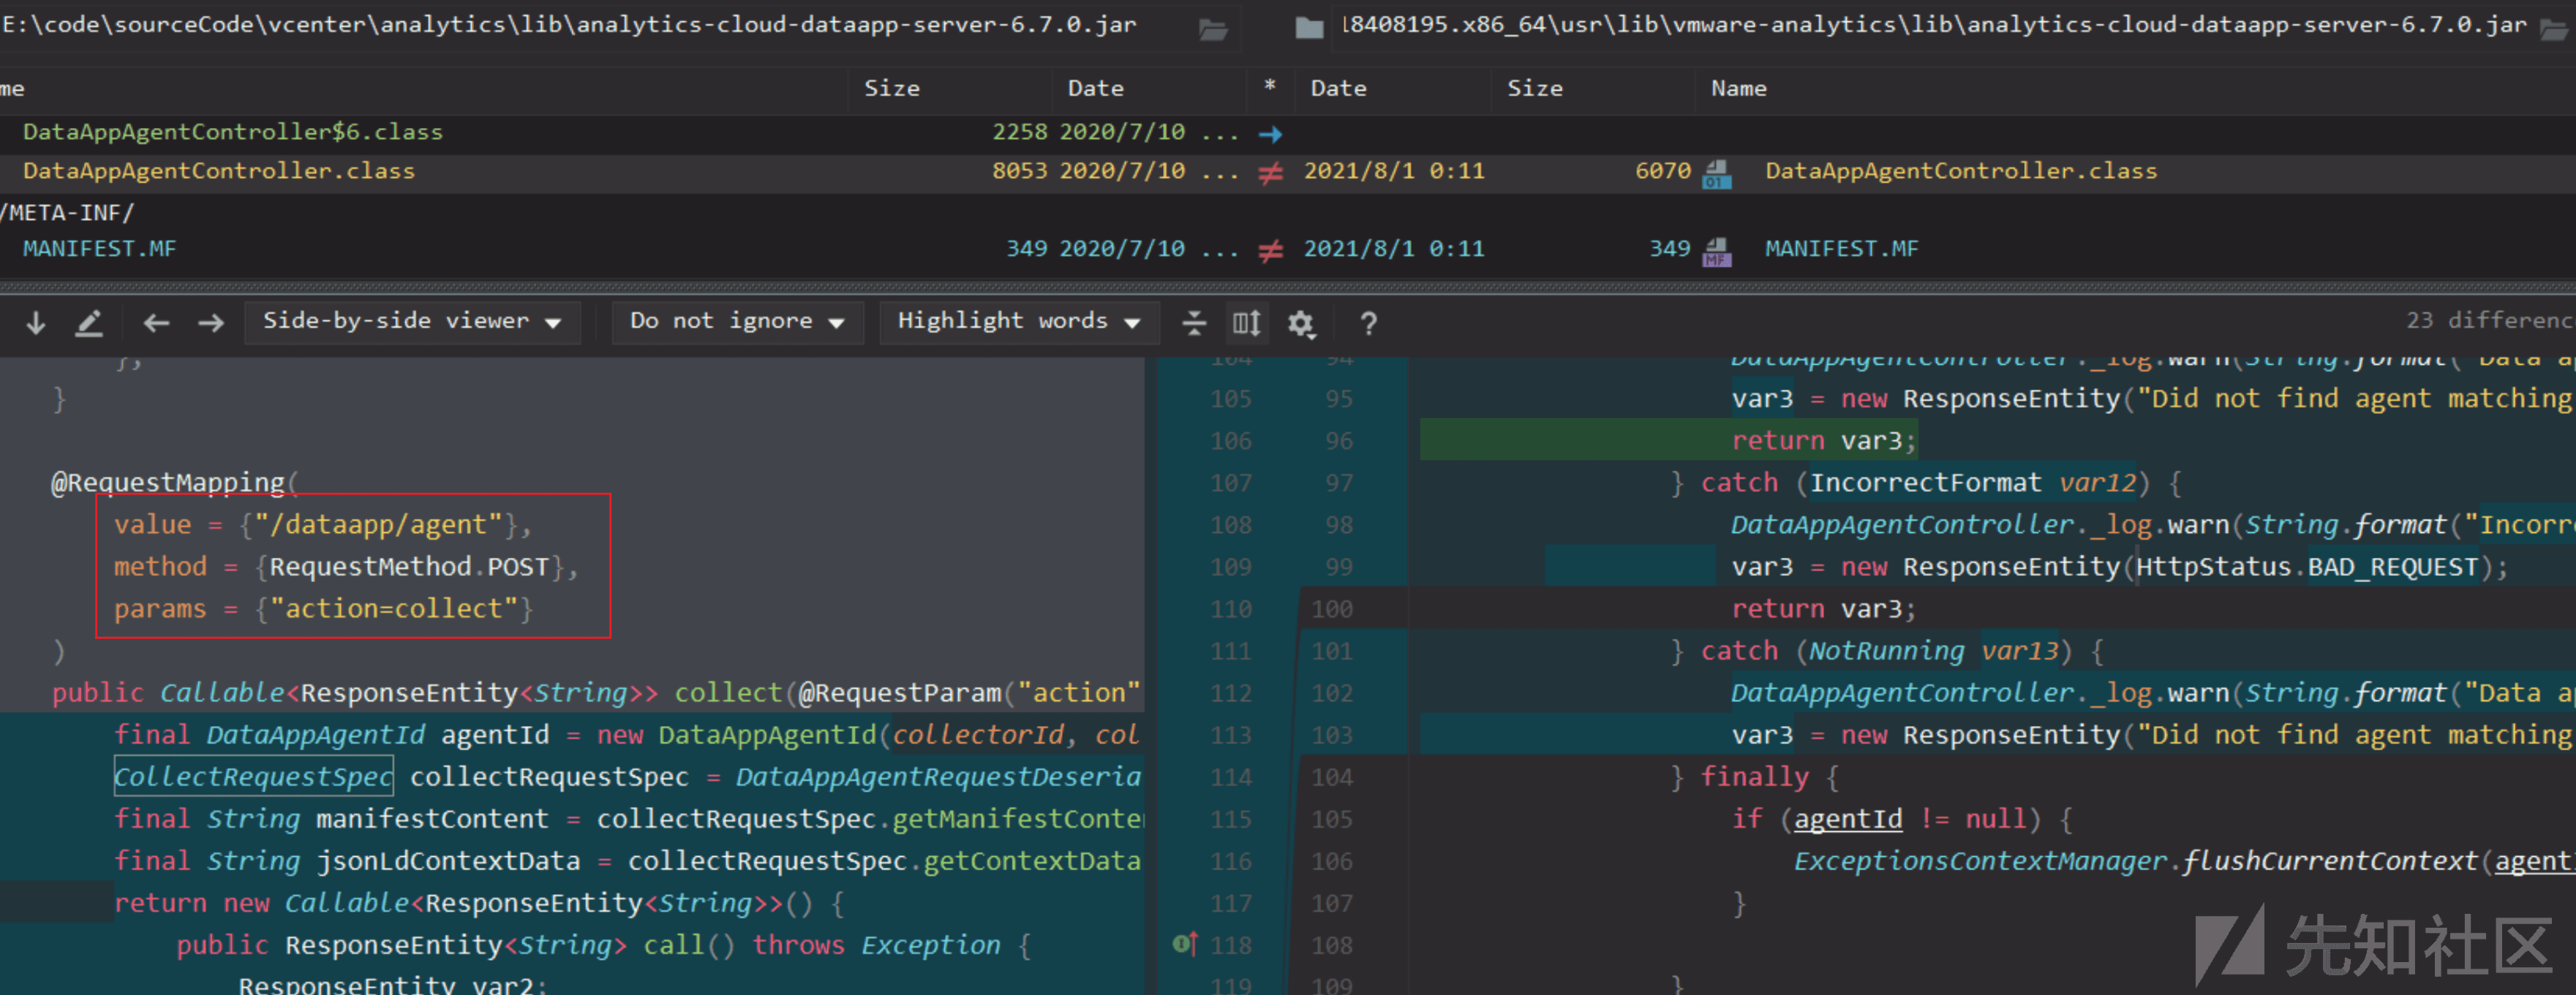 E:\code\sourceCode\vcenter\analytics\lib\analytics-cloud-dataapp-server-6.7.0.jar
l8408195.x86_64\usr\lib\vmware-analytics\lib\analytics-cloud-dataapp-server-6.7.0.jar
me Size Date * Date Size Name
DataAppAgentController$6.class 2258 2020/7/10 ...
DataAppAgentController.class 8053 2020/7/10 ... ≠ 2021/8/1 0:11 6070 DataAppAgentController.class
/META-INF/
MANIFEST.MF 349 2020/7/10 ... ≠ 2021/8/1 0:11 349 MANIFEST.MF
Side-by-side viewer Do not ignore Highlight words ? 23 differenc
};
}
@RequestMapping(
value = {"/dataapp/agent"},
method = {RequestMethod.POST},
params = {"action=collect"}
)
public Callable<ResponseEntity<String>> collect(@RequestParam("action"
final DataAppAgentId agentId = new DataAppAgentId(collectorId, col
CollectRequestSpec collectRequestSpec = DataAppAgentRequestDeseria
final String manifestContent = collectRequestSpec.getManifestConte
final String jsonLdContextData = collectRequestSpec.getContextData
return new Callable<ResponseEntity<String>>() {
public ResponseEntity<String> call() throws Exception {
ResponseEntity var2;
104 94 DataAppAgentController._log.warn(String.format("Data ap
105 95 var3 = new ResponseEntity("Did not find agent matching
106 96 return var3;
107 97 } catch (IncorrectFormat var12) {
108 98 DataAppAgentController._log.warn(String.format("Incorr
109 99 var3 = new ResponseEntity(HttpStatus.BAD_REQUEST);
110 100 return var3;
111 101 } catch (NotRunning var13) {
112 102 DataAppAgentController._log.warn(String.format("Data a
113 103 var3 = new ResponseEntity("Did not find agent matching
114 104 } finally {
115 105 if (agentId != null) {
116 106 ExceptionsContextManager.flushCurrentContext(agent
117 107 }
118 108
119 109 }
先知社区